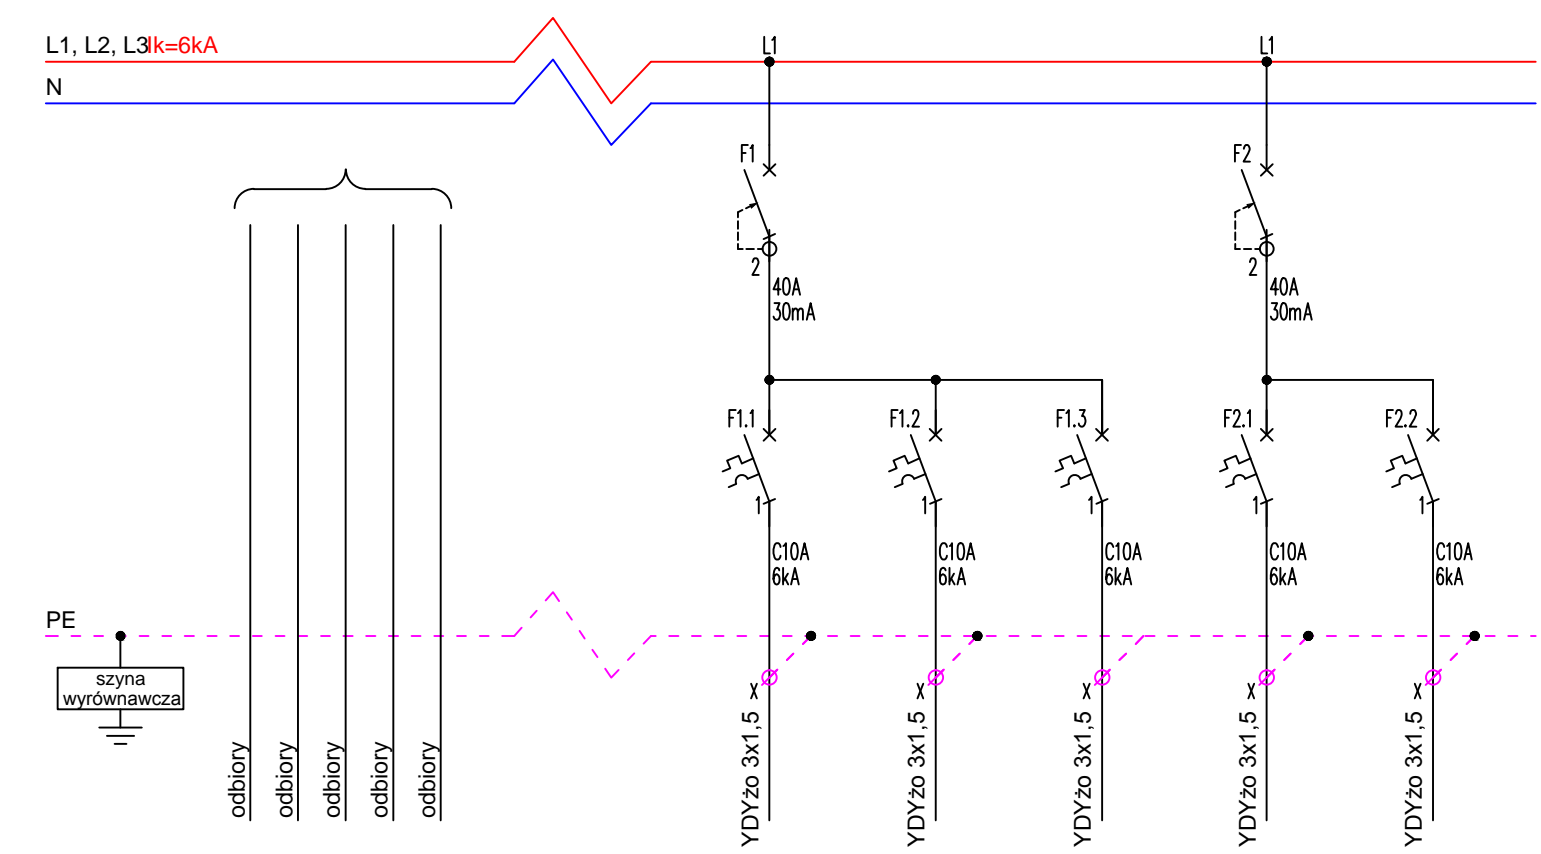 L1, L2, L3 Ik=6kA
N
L1
L1
F1
F2
2
2
40A
30mA
40A
30mA
F1.1
F1.2
F1.3
F2.1
F2.2
1
1
1
1
1
C10A
6kA
C10A
6kA
C10A
6kA
C10A
6kA
C10A
6kA
PE
szyna
wyrównawcza
X
X
X
X
X
odbiory
odbiory
odbiory
odbiory
odbiory
YDYżo 3x1,5
YDYżo 3x1,5
YDYżo 3x1,5
YDYżo 3x1,5
YDYżo 3x1,5